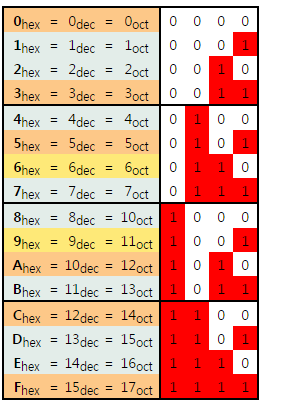 0hex = 0dec = 0oct 0 0 0 0
1hex = 1dec = 1oct 0 0 0 1
2hex = 2dec = 2oct 0 0 1 0
3hex = 3dec = 3oct 0 0 1 1
4hex = 4dec = 4oct 0 1 0 0
5hex = 5dec = 5oct 0 1 0 1
6hex = 6dec = 6oct 0 1 1 0
7hex = 7dec = 7oct 0 1 1 1
8hex = 8dec = 10oct 1 0 0 0
9hex = 9dec = 11oct 1 0 0 1
Ahex = 10dec = 12oct 1 0 1 0
Bhex = 11dec = 13oct 1 0 1 1
Chex = 12dec = 14oct 1 1 0 0
Dhex = 13dec = 15oct 1 1 0 1
Ehex = 14dec = 16oct 1 1 1 0
Fhex = 15dec = 17oct 1 1 1 1